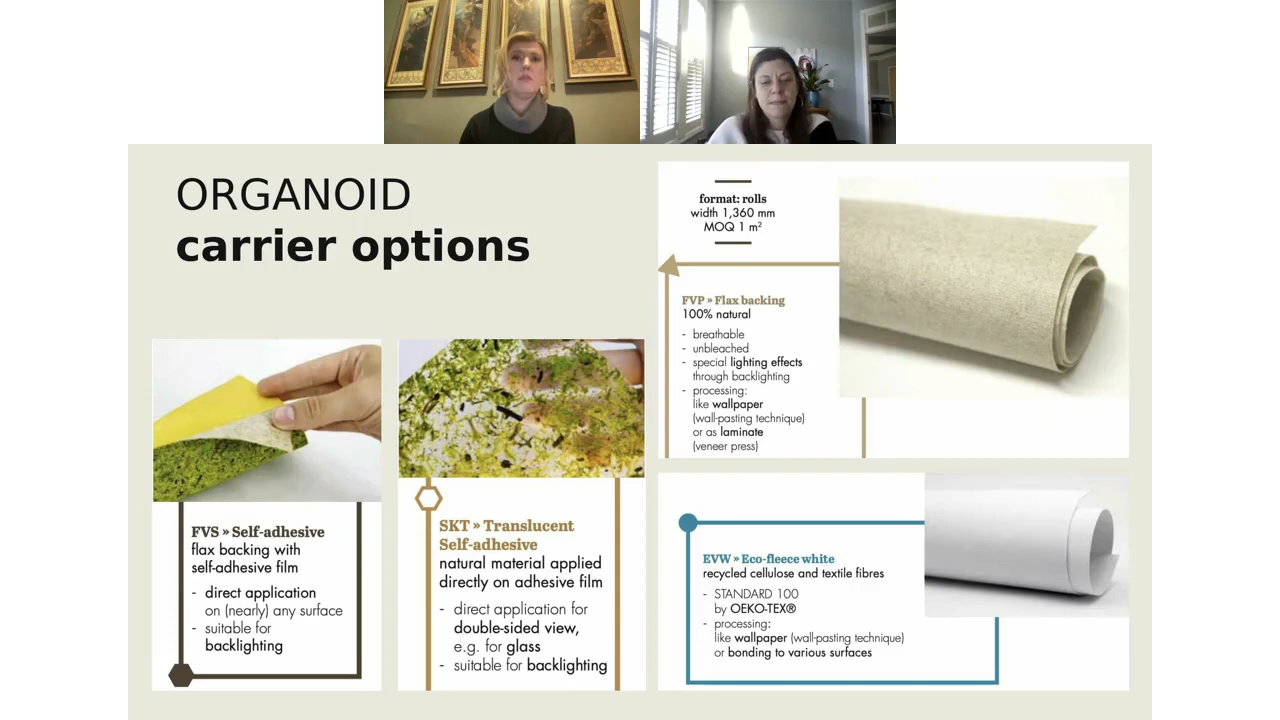 ORGANOID
carrier options
format: rolls
width 1,360 mm
MOQ 1 m²
FVP » Flax backing
100% natural
- breathable
- unbleached
- special lighting effects
through backlighting
- processing:
like wallpaper
(wall-pasting technique)
or as laminate
(veneer press)
FVS » Self-adhesive
flax backing with
self-adhesive film
- direct application
on (nearly) any surface
- suitable for
backlighting
SKT » Translucent
Self-adhesive
natural material applied
directly on adhesive film
- direct application for
double-sided view,
e.g. for glass
- suitable for backlighting
EVW » Eco-fleece white
recycled cellulose and textile fibres
- STANDARD 100
by OEKO-TEX®
- processing:
like wallpaper (wall-pasting technique)
or bonding to various surfaces